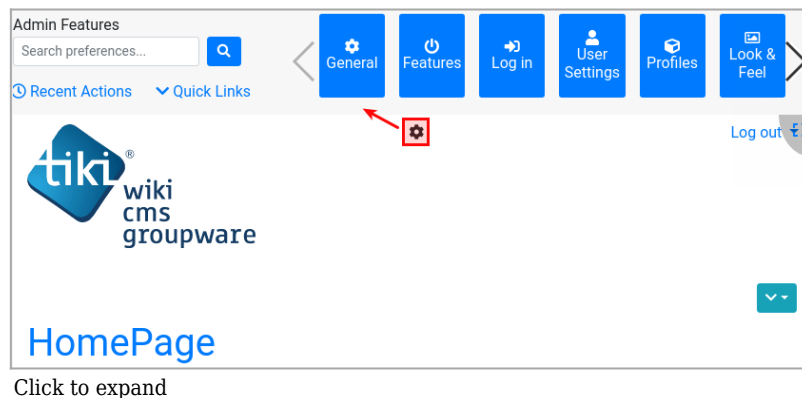 Admin Features
Search preferences...
Recent Actions
Quick Links
General
Features
Log in
User
Settings
Profiles
Look &
Feel
Log out
tiki®
wiki
cms
groupware
HomePage
Click to expand